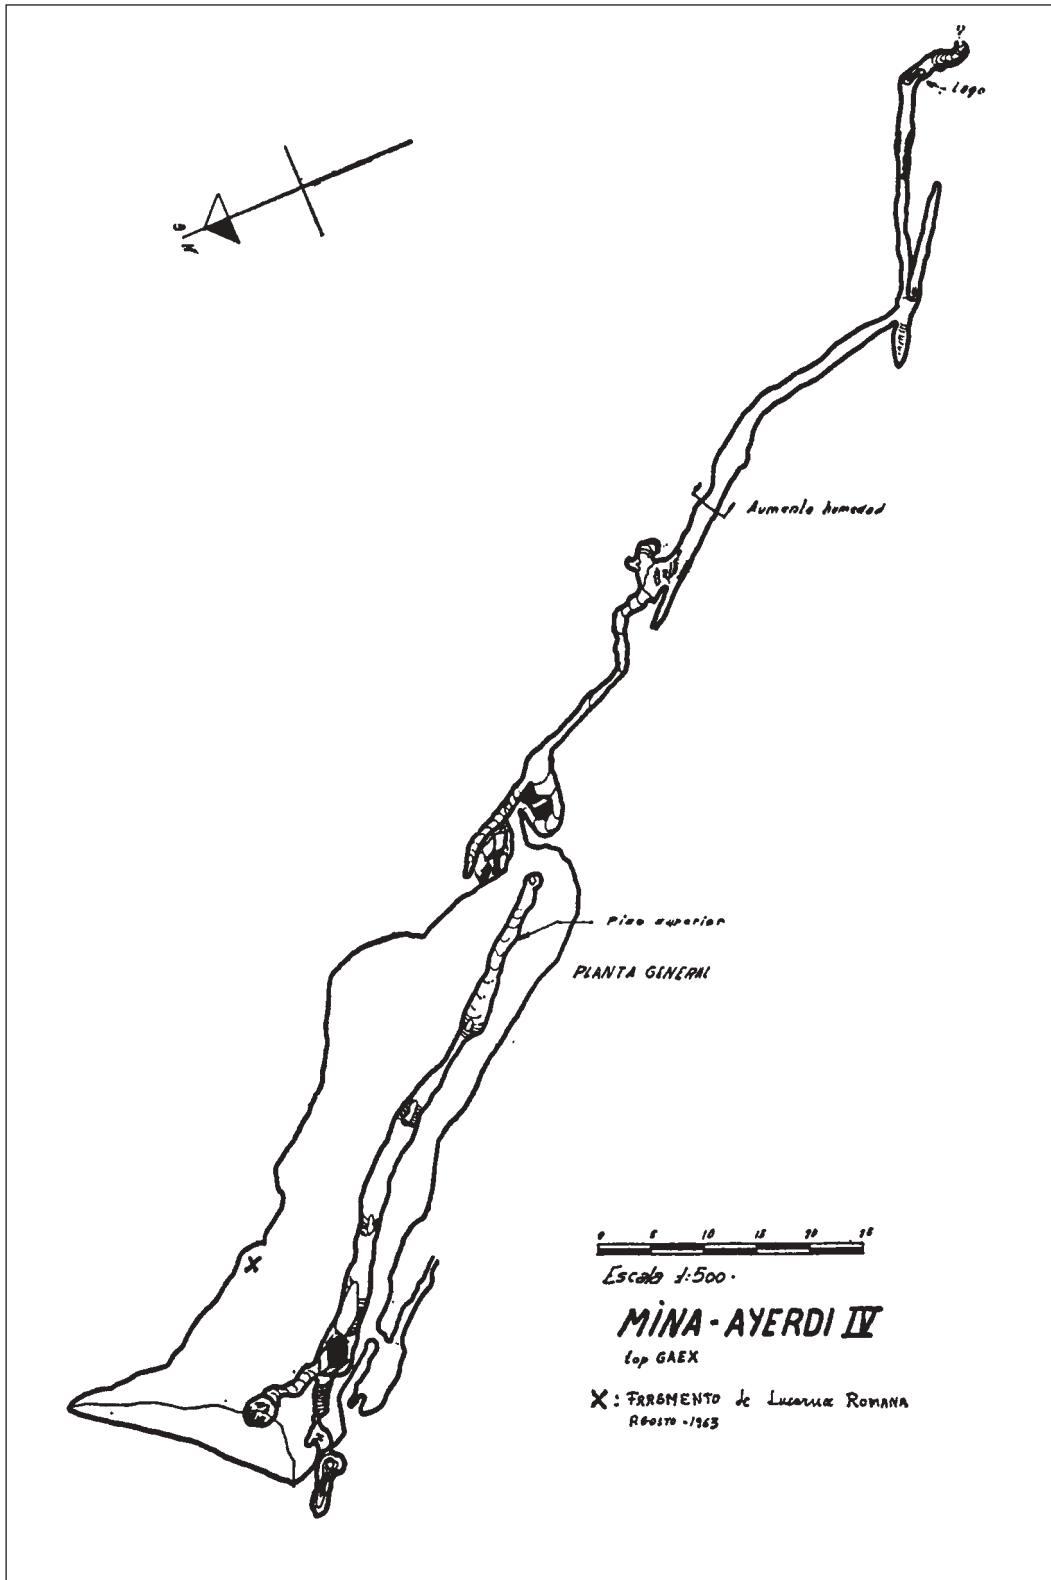 ?
Lago
N G
Aumento humedad
Piso superior
PLANTA GENERAL
0 5 10 15 20 25
Escala 1:500.
MINA - AYERDI IV
top GAEX
X : FRAGMENTO de Lucerna ROMANA
AGOSTO - 1963
X